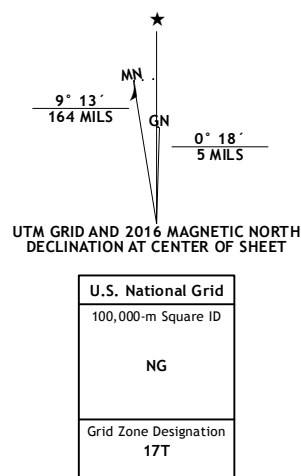 ★
MN
GN
9° 13´
164 MILS
0° 18´
5 MILS
UTM GRID AND 2016 MAGNETIC NORTH
DECLINATION AT CENTER OF SHEET
U.S. National Grid
100,000-m Square ID
NG
Grid Zone Designation
17T